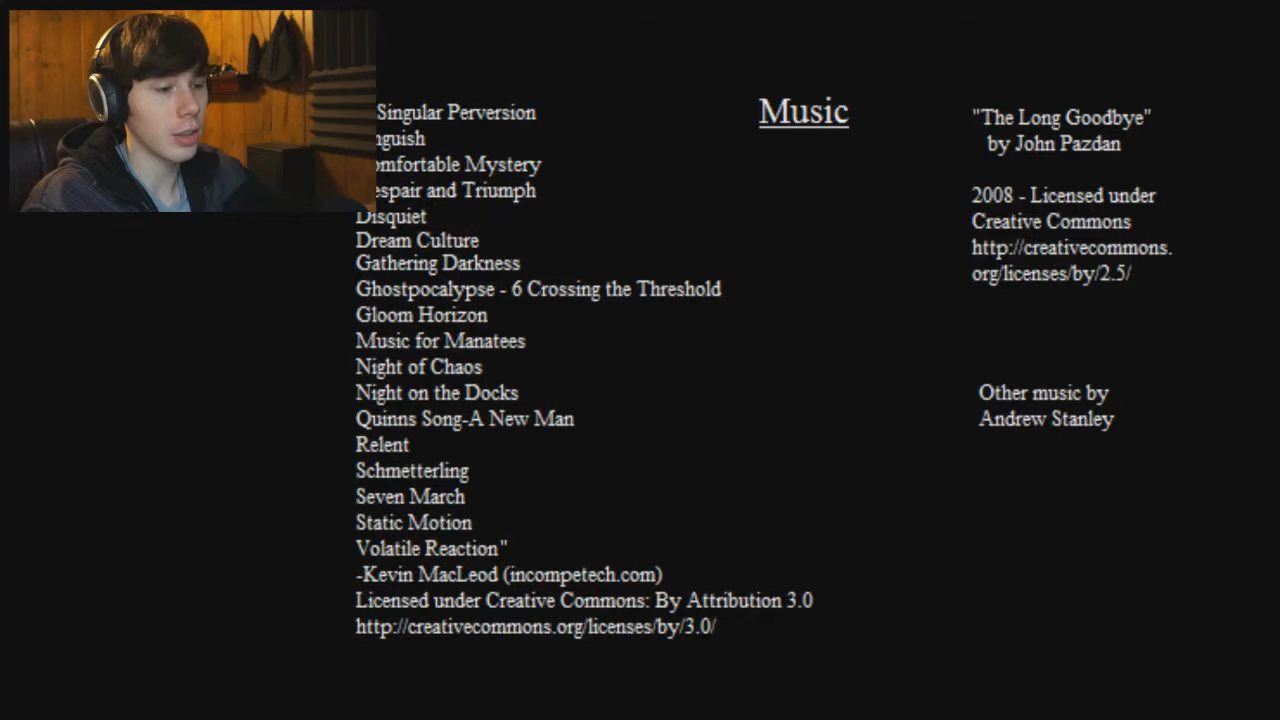 Singular Perversion
Mystery
and Triumph
Disquiet
Dream Culture
Gathering Darkness
Ghostpocalypse - 6 Crossing the Threshold
Gloom Horizon
Music for Manatees
Night of Chaos
Night on the Docks
Quinns Song-A New Man
Relent
Schmetterling
Seven March
Static Motion
Volatile Reaction"
-Kevin MacLeod (incompetech.com)
Licensed under Creative Commons: By Attribution 3.0
http://creativecommons.org/licenses/by/3.0/
Music
"The Long Goodbye"
by John Pazdan
2008 - Licensed under
Creative Commons
http://creativecommons.
org/licenses/by/2.5/
Other music by
Andrew Stanley